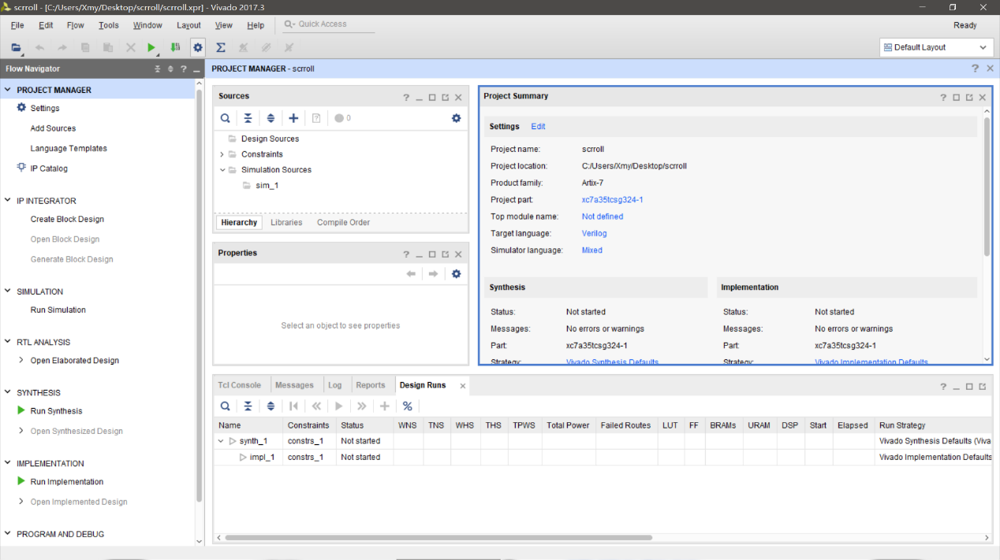 scrroll - [C:/Users/Xmy/Desktop/scrroll/scrroll.xpr] - Vivado 2017.3
File Edit Flow Tools Window Layout View Help Quick Access Ready
Default Layout
Flow Navigator
PROJECT MANAGER
Settings
Add Sources
Language Templates
IP Catalog
IP INTEGRATOR
Create Block Design
Open Block Design
Generate Block Design
SIMULATION
Run Simulation
RTL ANALYSIS
Open Elaborated Design
SYNTHESIS
Run Synthesis
Open Synthesized Design
IMPLEMENTATION
Run Implementation
Open Implemented Design
PROGRAM AND DEBUG
PROJECT MANAGER - scrroll
Sources
0
Design Sources
Constraints
Simulation Sources
sim_1
Hierarchy Libraries Compile Order
Properties
Select an object to see properties
Project Summary
Settings Edit
Project name: scrroll
Project location: C:/Users/Xmy/Desktop/scrroll
Product family: Artix-7
Project part: xc7a35tcsg324-1
Top module name: Not defined
Target language: Verilog
Simulator language: Mixed
Synthesis
Status: Not started
Messages: No errors or warnings
Part: xc7a35tcsg324-1
Strategy: Vivado Synthesis Defaults
Implementation
Status: Not started
Messages: No errors or warnings
Part: xc7a35tcsg324-1
Strategy: Vivado Implementation Defaults
Tcl Console Messages Log Reports Design Runs
Name Constraints Status WNS TNS WHS THS TPWS Total Power Failed Routes LUT FF BRAMs URAM DSP Start Elapsed Run Strategy
synth_1 constrs_1 Not started Vivado Synthesis Defaults (Viva
impl_1 constrs_1 Not started Vivado Implementation Defaults